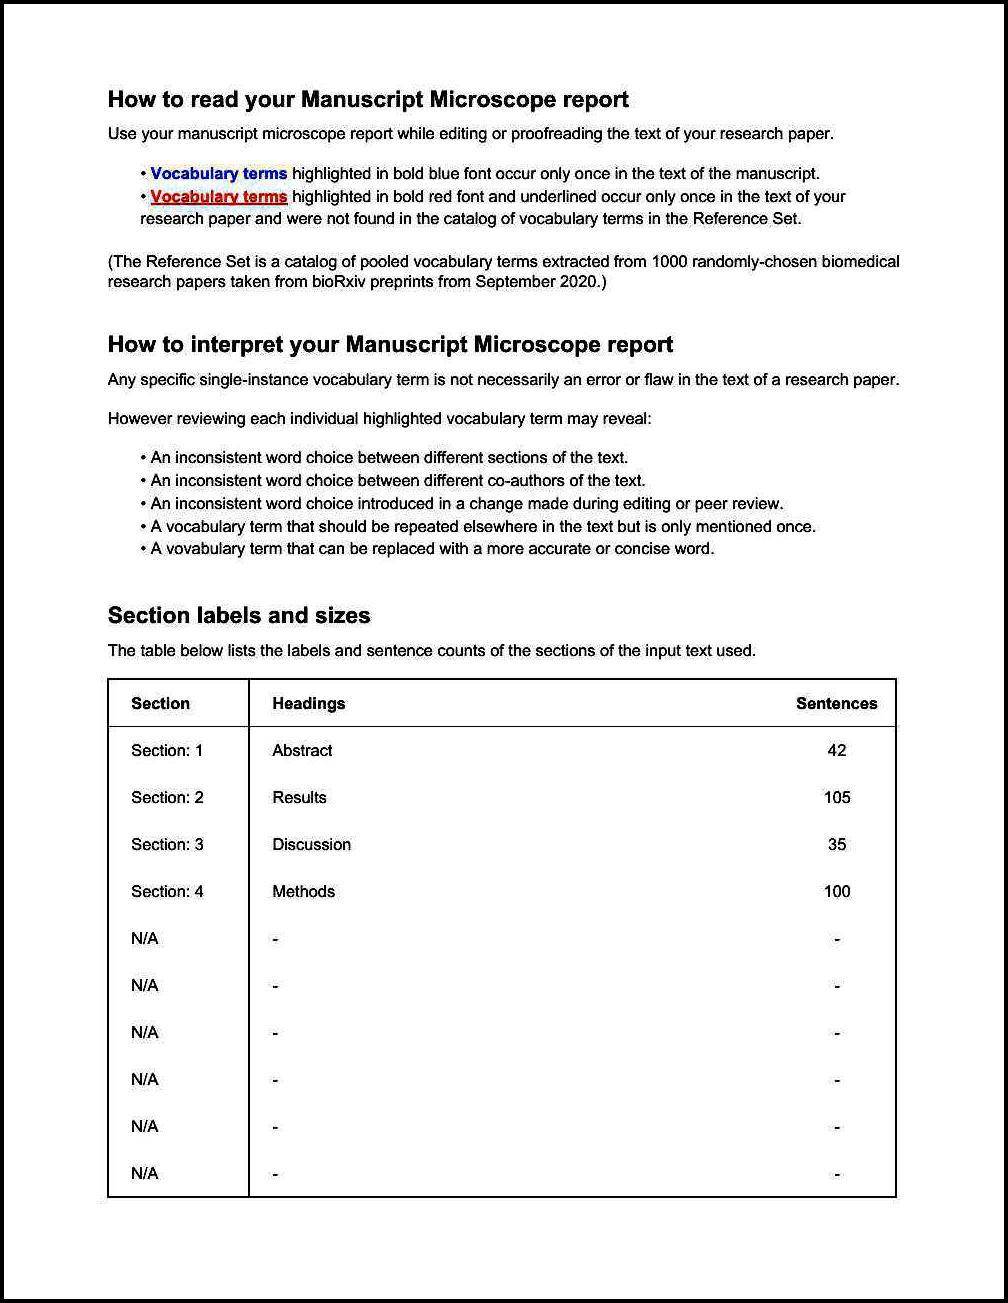 How to read your Manuscript Microscope report
Use your manuscript microscope report while editing or proofreading the text of your research paper.
• Vocabulary terms highlighted in bold blue font occur only once in the text of the manuscript.
• Vocabulary terms highlighted in bold red font and underlined occur only once in the text of your
research paper and were not found in the catalog of vocabulary terms in the Reference Set.
(The Reference Set is a catalog of pooled vocabulary terms extracted from 1000 randomly-chosen biomedical
research papers taken from bioRxiv preprints from September 2020.)
How to interpret your Manuscript Microscope report
Any specific single-instance vocabulary term is not necessarily an error or flaw in the text of a research paper.
However reviewing each individual highlighted vocabulary term may reveal:
• An inconsistent word choice between different sections of the text.
• An inconsistent word choice between different co-authors of the text.
• An inconsistent word choice introduced in a change made during editing or peer review.
• A vocabulary term that should be repeated elsewhere in the text but is only mentioned once.
• A vovabulary term that can be replaced with a more accurate or concise word.
Section labels and sizes
The table below lists the labels and sentence counts of the sections of the input text used.
Section Headings Sentences
Section: 1 Abstract 42
Section: 2 Results 105
Section: 3 Discussion 35
Section: 4 Methods 100
N/A - -
N/A - -
N/A - -
N/A - -
N/A - -
N/A - -